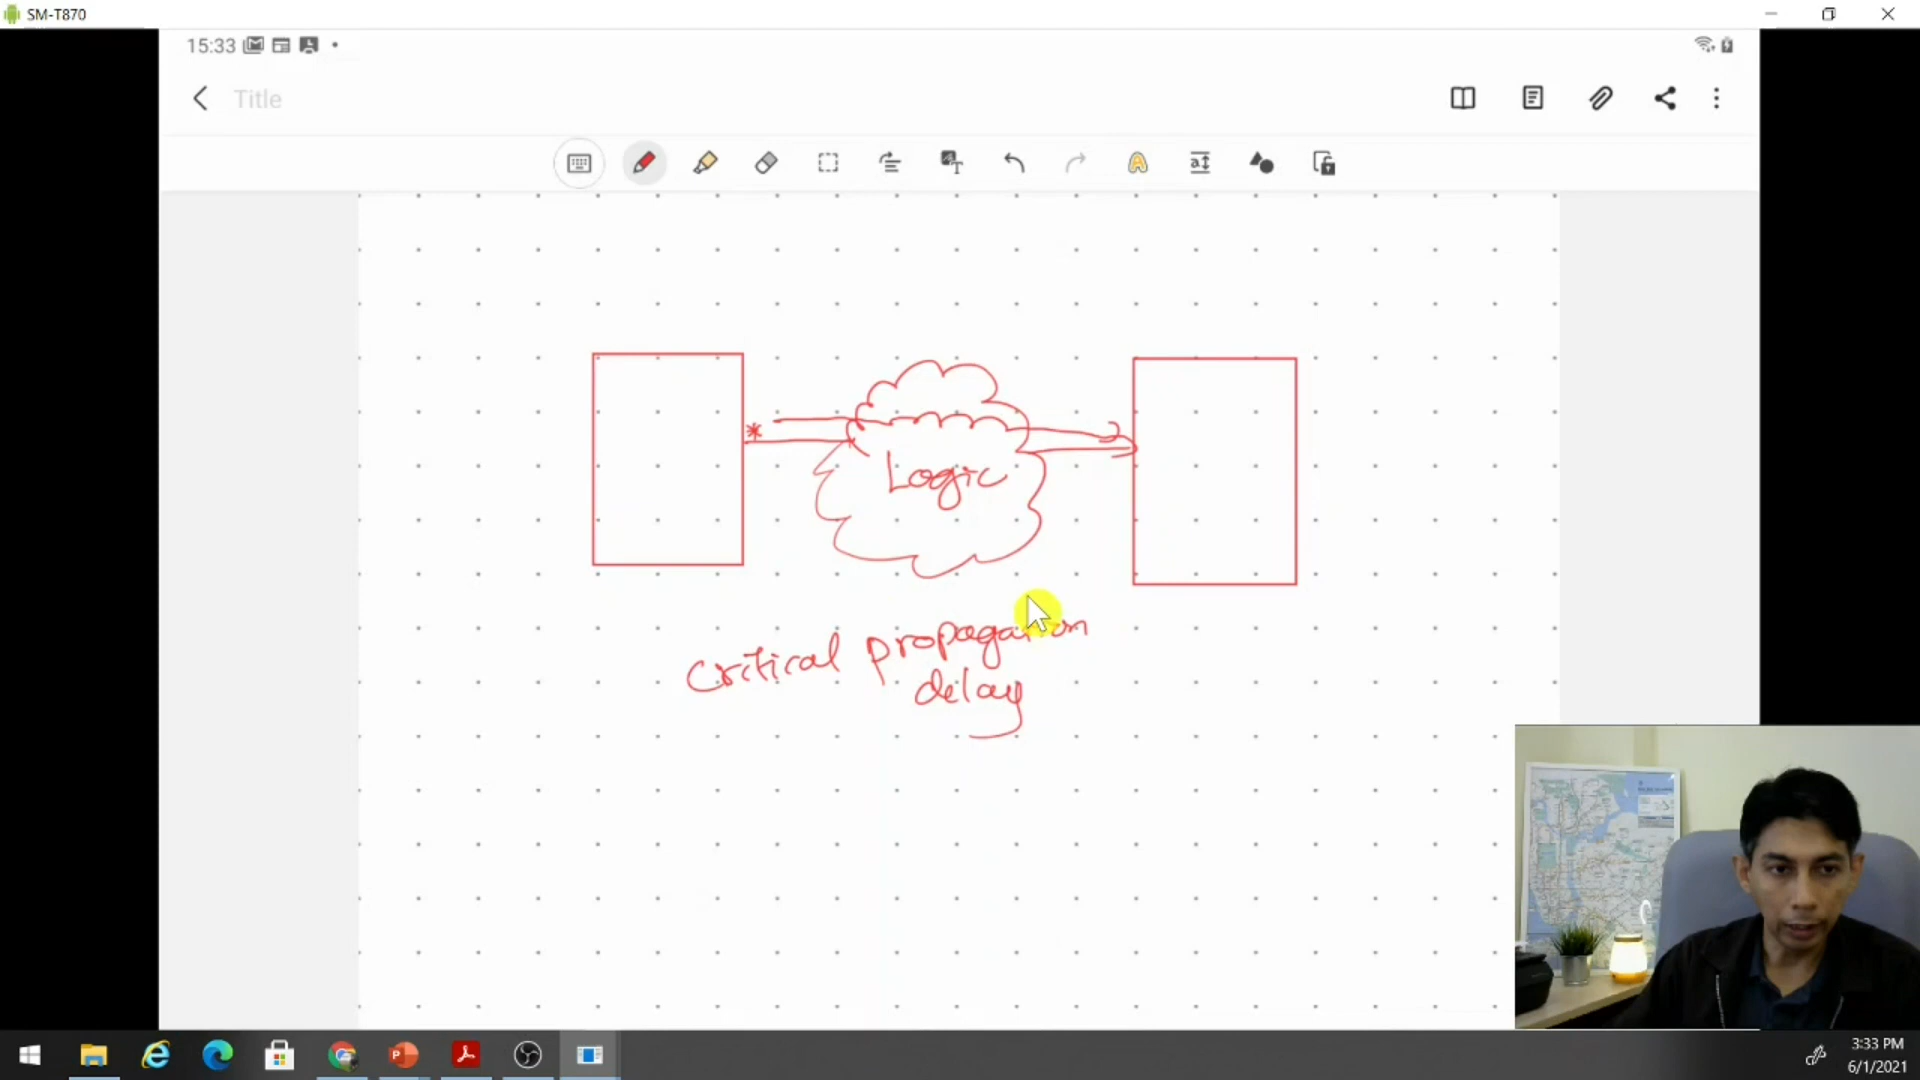 SM-T870
15:33
Title
Logic
critical propagation
delay
3:33 PM
6/1/2021